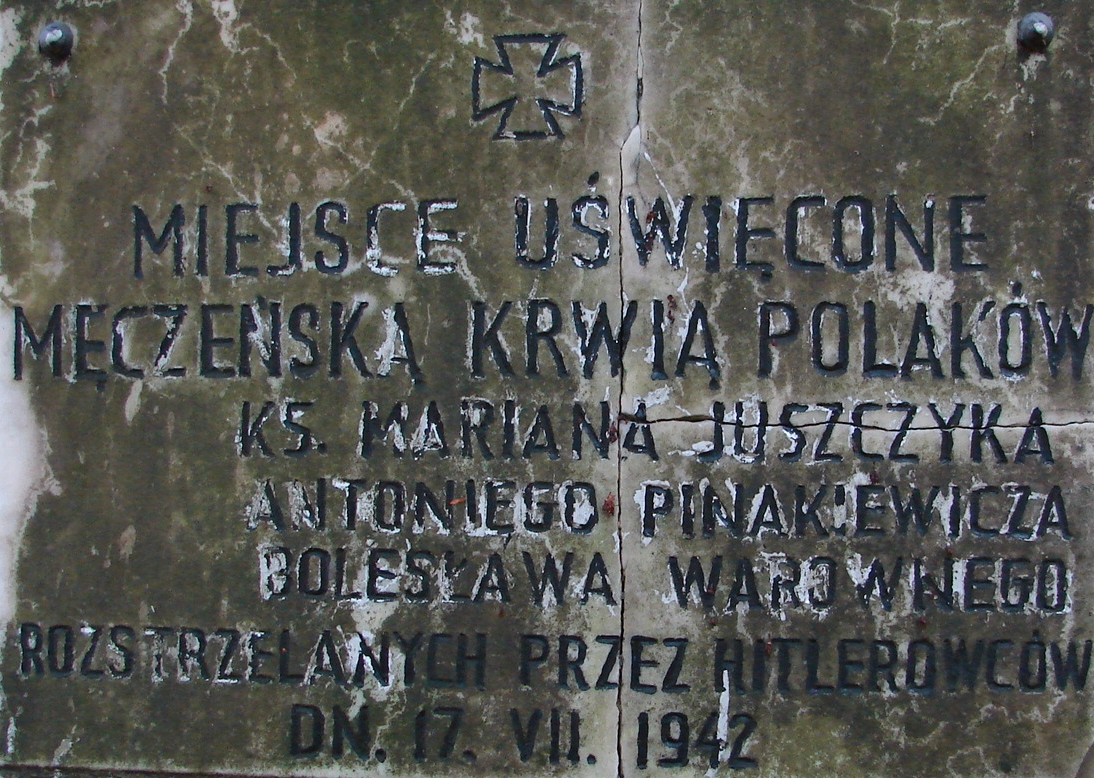 MIEJSCE UŚWIĘCONE
MĘCZEŃSKĄ KRWIĄ POLAKÓW
KS. MARIANA JUSZCZYKA
ANTONIEGO PINAKIEWICZA
BOLESŁAWA WAROWNEGO
ROZSTRZELANYCH PRZEZ HITLEROWCÓW
DN. 17. VII. 1942